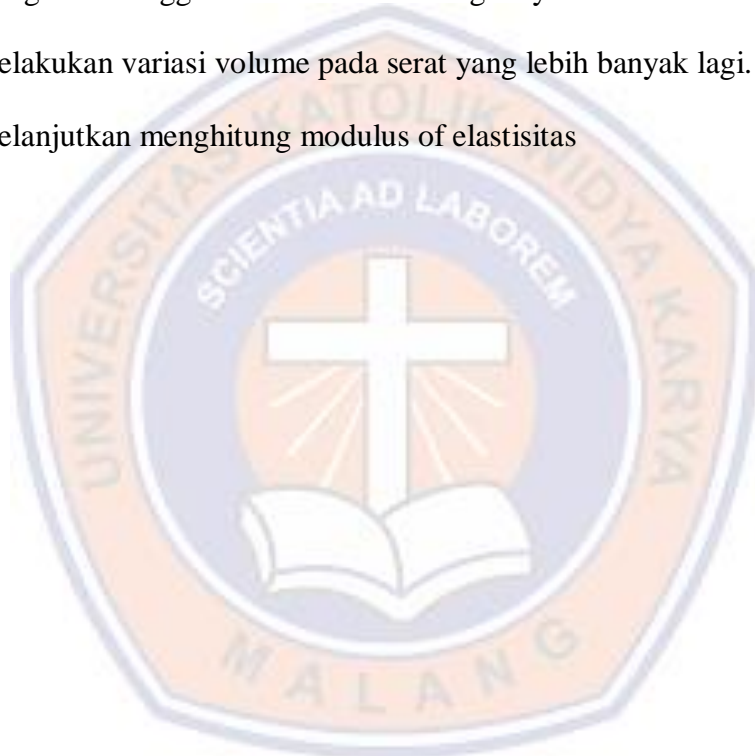 elakukan variasi volume pada serat yang lebih banyak lagi.
elanjutkan menghitung modulus of elastisitas
UNIVERSITAS KATOLIK WIDYA KARYA
SCIENTIA AD LABOREM
MALANG